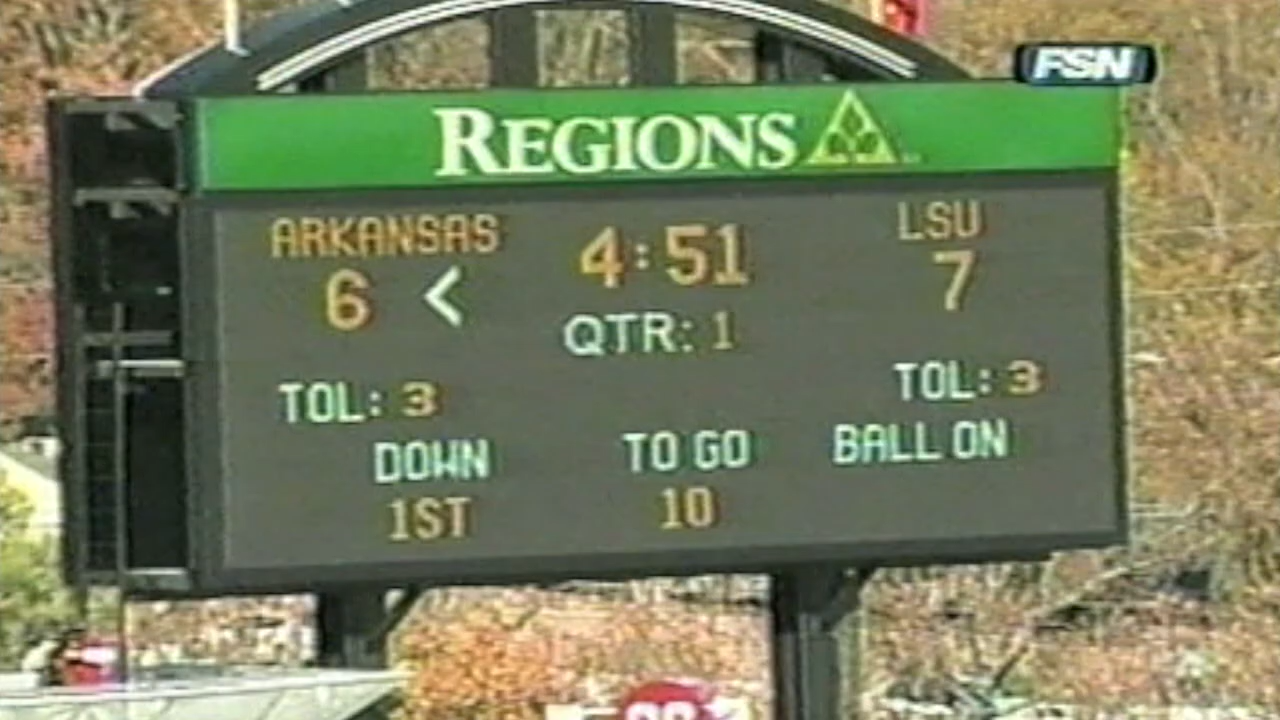 FSN
REGIONS
ARKANSAS 4:51 LSU
6 < 7
QTR: 1
TOL: 3 TOL: 3
DOWN TO GO BALL ON
1ST 10